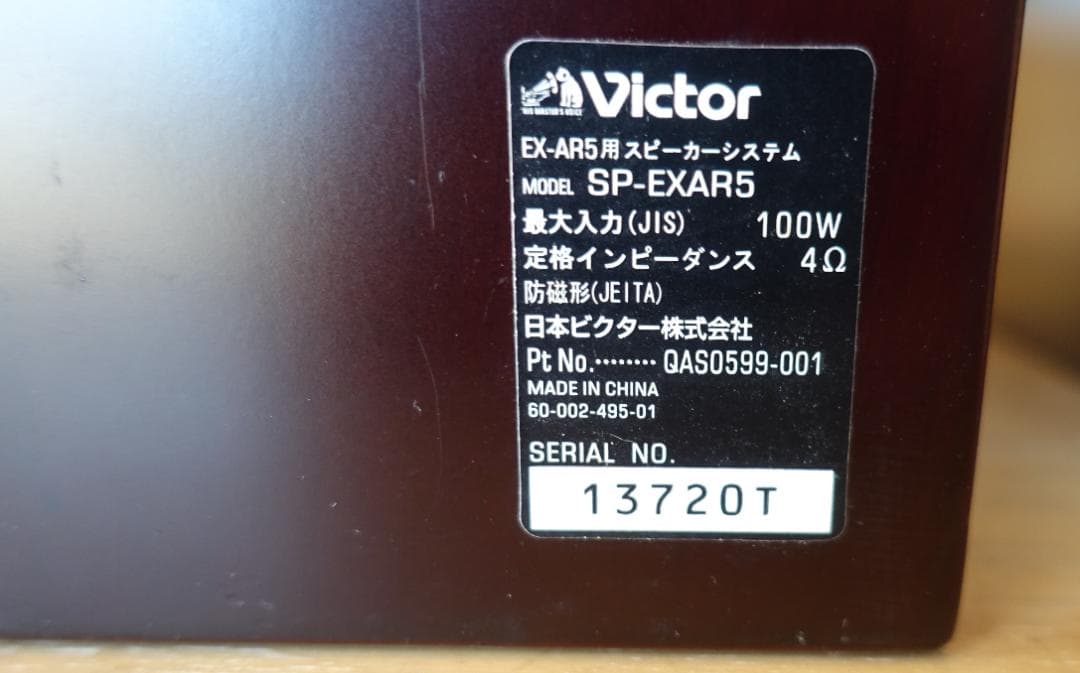 Victor
"HIS MASTER'S VOICE"
EX-AR5用スピーカーシステム
MODEL SP-EXAR5
最大入力(JIS) 100W
定格インピーダンス 4Ω
防磁形(JEITA)
日本ビクター株式会社
Pt No.········ QAS0599-001
MADE IN CHINA
60-002-495-01
SERIAL NO.
13720T